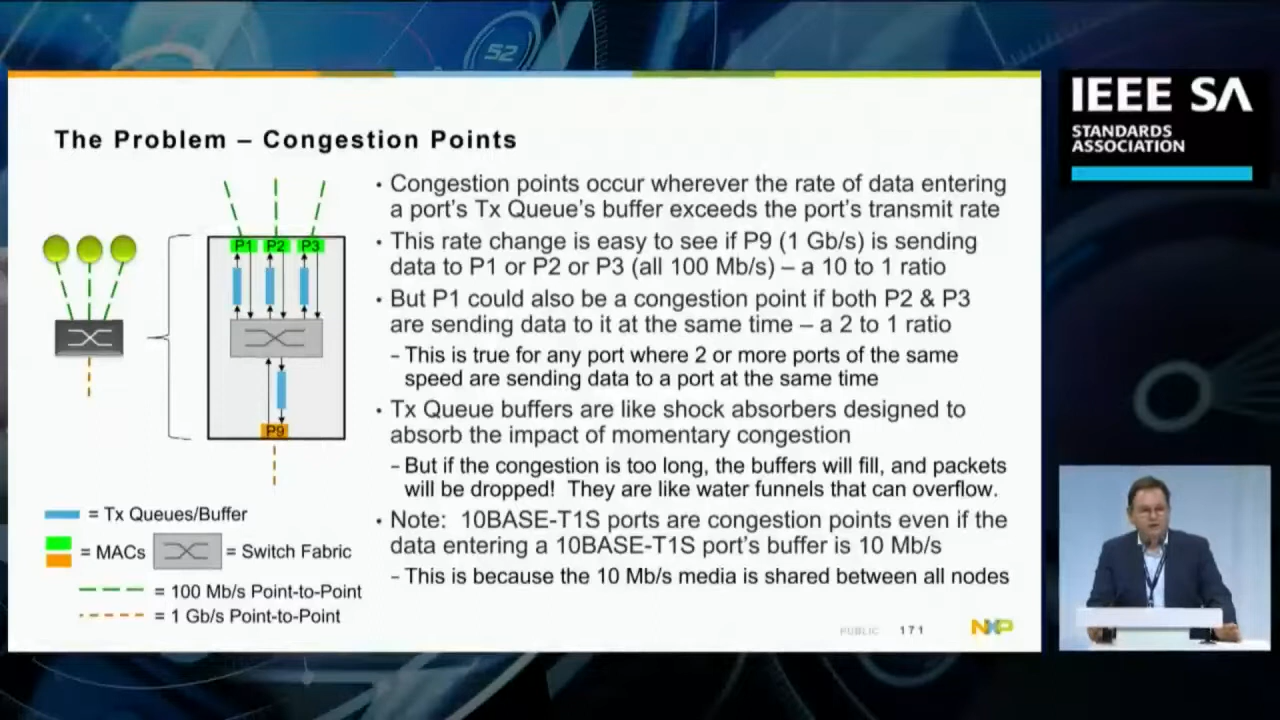 52
IEEE SA
STANDARDS
ASSOCIATION
The Problem – Congestion Points
P1 P2 P3
P9
= Tx Queues/Buffer
= MACs = Switch Fabric
= 100 Mb/s Point-to-Point
= 1 Gb/s Point-to-Point
• Congestion points occur wherever the rate of data entering
a port's Tx Queue's buffer exceeds the port's transmit rate
• This rate change is easy to see if P9 (1 Gb/s) is sending
data to P1 or P2 or P3 (all 100 Mb/s) – a 10 to 1 ratio
• But P1 could also be a congestion point if both P2 & P3
are sending data to it at the same time – a 2 to 1 ratio
– This is true for any port where 2 or more ports of the same
speed are sending data to a port at the same time
• Tx Queue buffers are like shock absorbers designed to
absorb the impact of momentary congestion
– But if the congestion is too long, the buffers will fill, and packets
will be dropped! They are like water funnels that can overflow.
• Note: 10BASE-T1S ports are congestion points even if the
data entering a 10BASE-T1S port's buffer is 10 Mb/s
– This is because the 10 Mb/s media is shared between all nodes
PUBLIC 171
NXP